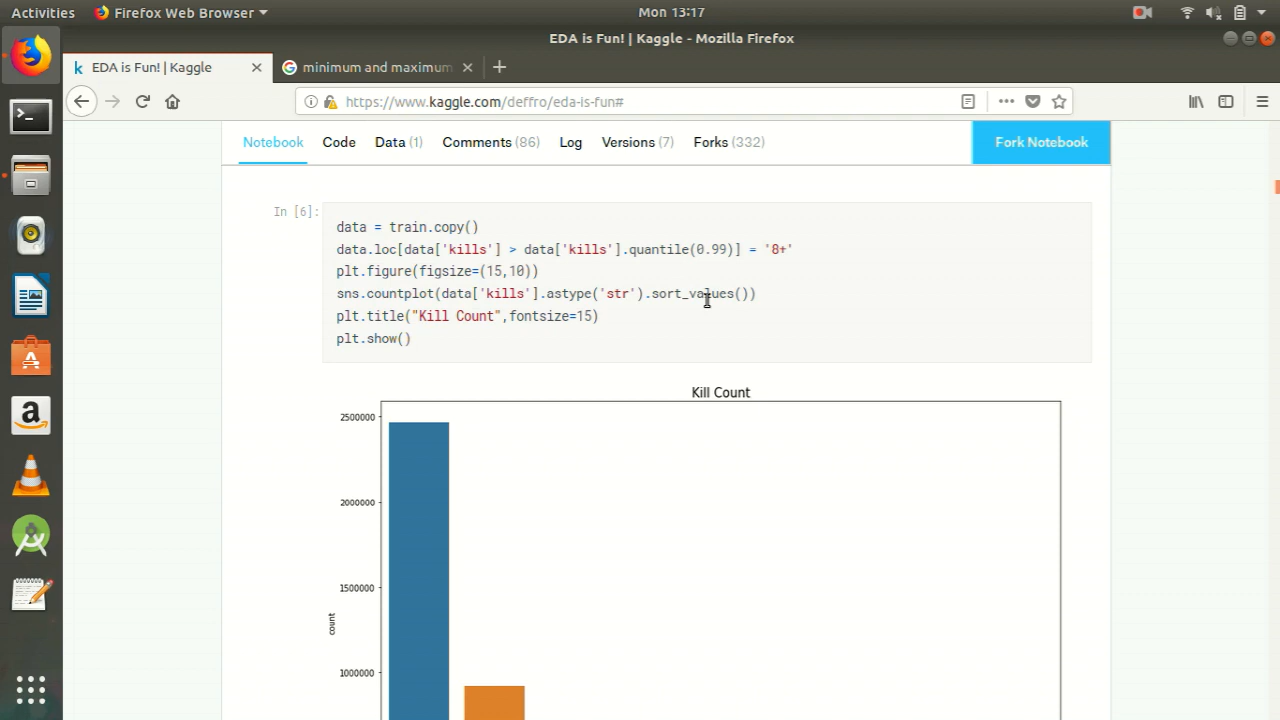 Activities
Firefox Web Browser
Mon 13:17
EDA is Fun! | Kaggle - Mozilla Firefox
k EDA is Fun! | Kaggle
G minimum and maximum
https://www.kaggle.com/deffro/eda-is-fun#
Notebook
Code
Data (1)
Comments (86)
Log
Versions (7)
Forks (332)
Fork Notebook
In [6]:
data = train.copy()
data.loc[data['kills'] > data['kills'].quantile(0.99)] = '8+'
plt.figure(figsize=(15,10))
sns.countplot(data['kills'].astype('str').sort_values())
plt.title("Kill Count",fontsize=15)
plt.show()
Kill Count
2500000
2000000
1500000
count
1000000